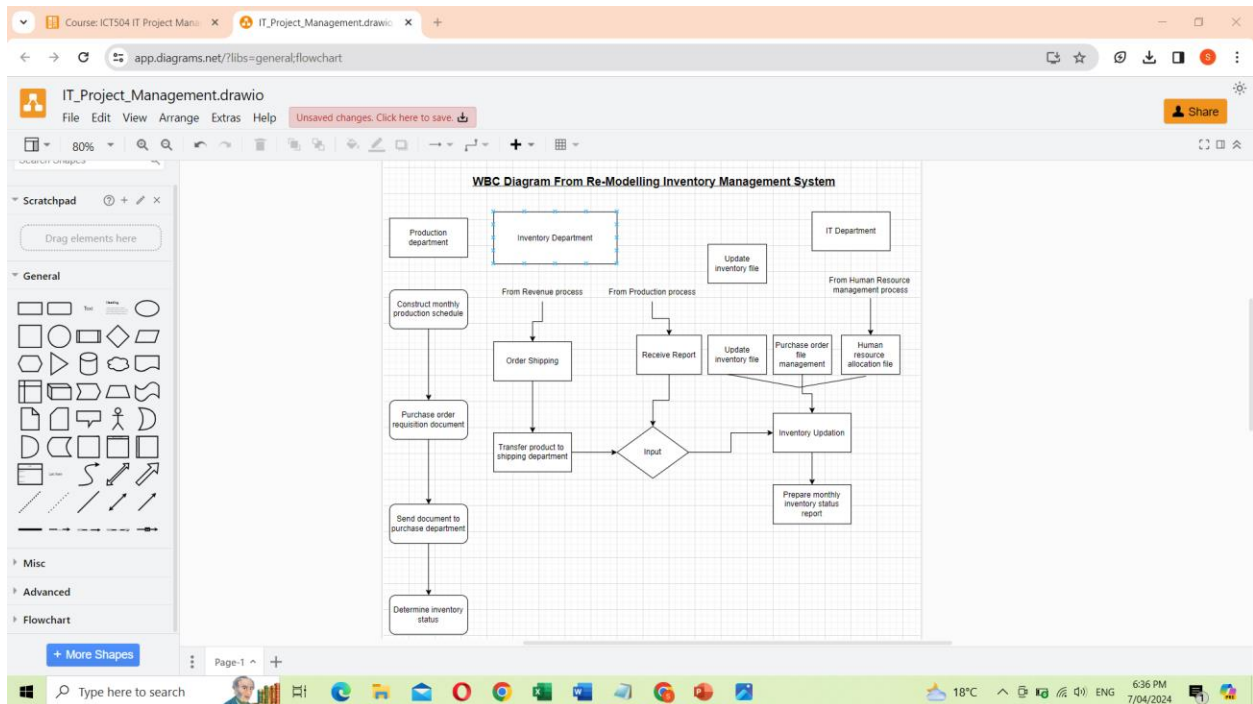 Course: ICT504 IT Project Mana
IT_Project_Management.drawio
app.diagrams.net/?libs=general;flowchart
S
IT_Project_Management.drawio
File Edit View Arrange Extras Help
Unsaved changes. Click here to save.
Share
80%
Search Shapes
Scratchpad
Drag elements here
General
Text
Heading
List Item
Misc
Advanced
Flowchart
+ More Shapes
Page-1
WBC Diagram From Re-Modelling Inventory Management System
Production
department
Inventory Department
IT Department
Update
inventory file
From Human Resource
management process
From Revenue process
From Production process
Construct monthly
production schedule
Order Shipping
Receive Report
Update
inventory file
Purchase order
file
management
Human
resource
allocation file
Purchase order
requisition document
Transfer product to
shipping department
Input
Inventory Updation
Prepare monthly
inventory status
report
Send document to
purchase department
Determine inventory
status
Type here to search
18°C
ENG
6:36 PM
7/04/2024